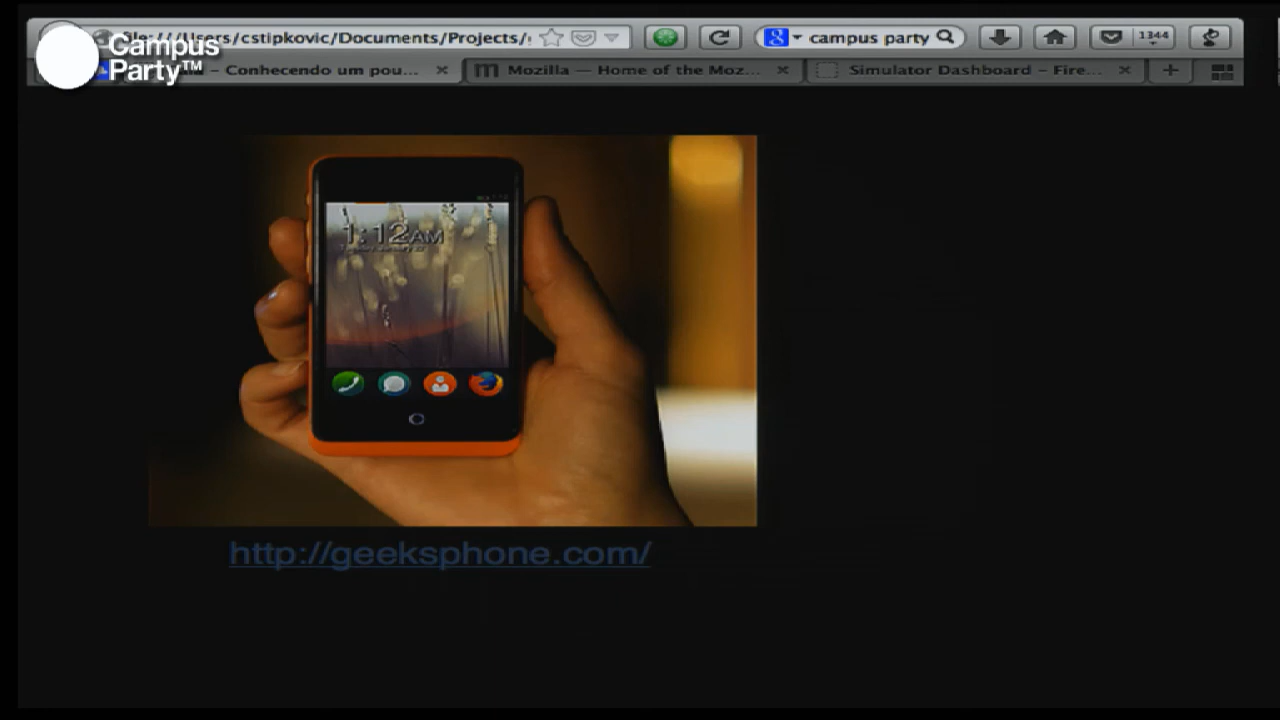 Campus
Party™
/Users/cstipkovic/Documents/Projects/
campus party
1344
– Conhecendo um pou...
Mozilla — Home of the Moz...
Simulator Dashboard – Fire...
1:12AM
http://geeksphone.com/